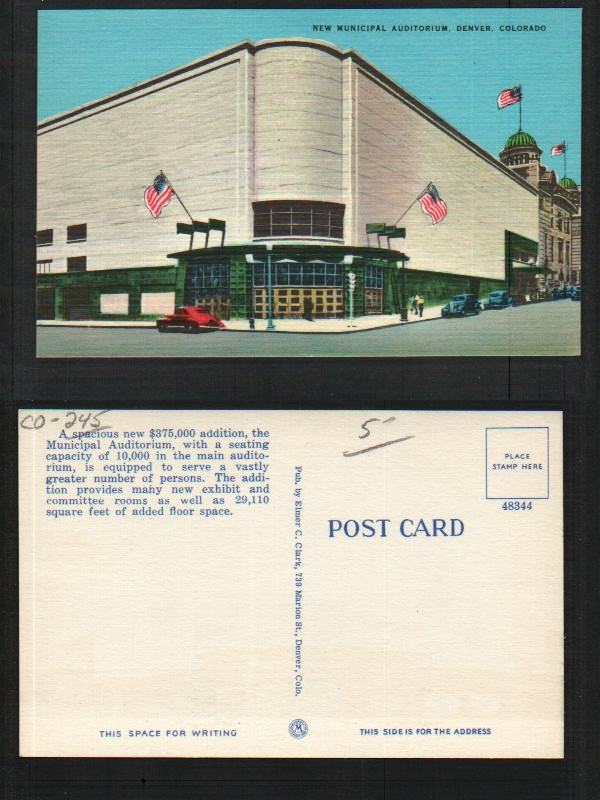 NEW MUNICIPAL AUDITORIUM, DENVER, COLORADO
CO-245
5-
A spacious new $375,000 addition, the
Municipal Auditorium, with a seating
capacity of 10,000 in the main audito-
rium, is equipped to serve a vastly
greater number of persons. The addi-
tion provides many new exhibit and
committee rooms as well as 29,110
square feet of added floor space.
Pub. by Elmer C. Clark, 739 Marion St., Denver, Colo.
PLACE
STAMP HERE
48344
POST CARD
THIS SPACE FOR WRITING
THIS SIDE IS FOR THE ADDRESS